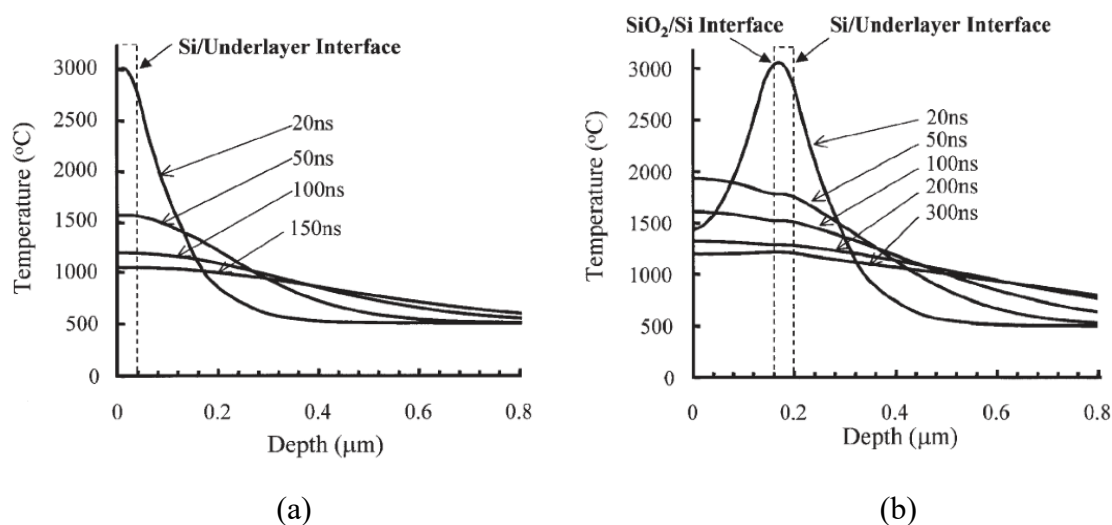 Si/Underlayer Interface
3000
2500
2000
1500
1000
500
0
Temperature (°C)
20ns
50ns
100ns
150ns
0 0.2 0.4 0.6 0.8
Depth (μm)
(a)
SiO₂/Si Interface Si/Underlayer Interface
3000
2500
2000
1500
1000
500
0
Temperature (°C)
20ns
50ns
100ns
200ns
300ns
0 0.2 0.4 0.6 0.8
Depth (μm)
(b)